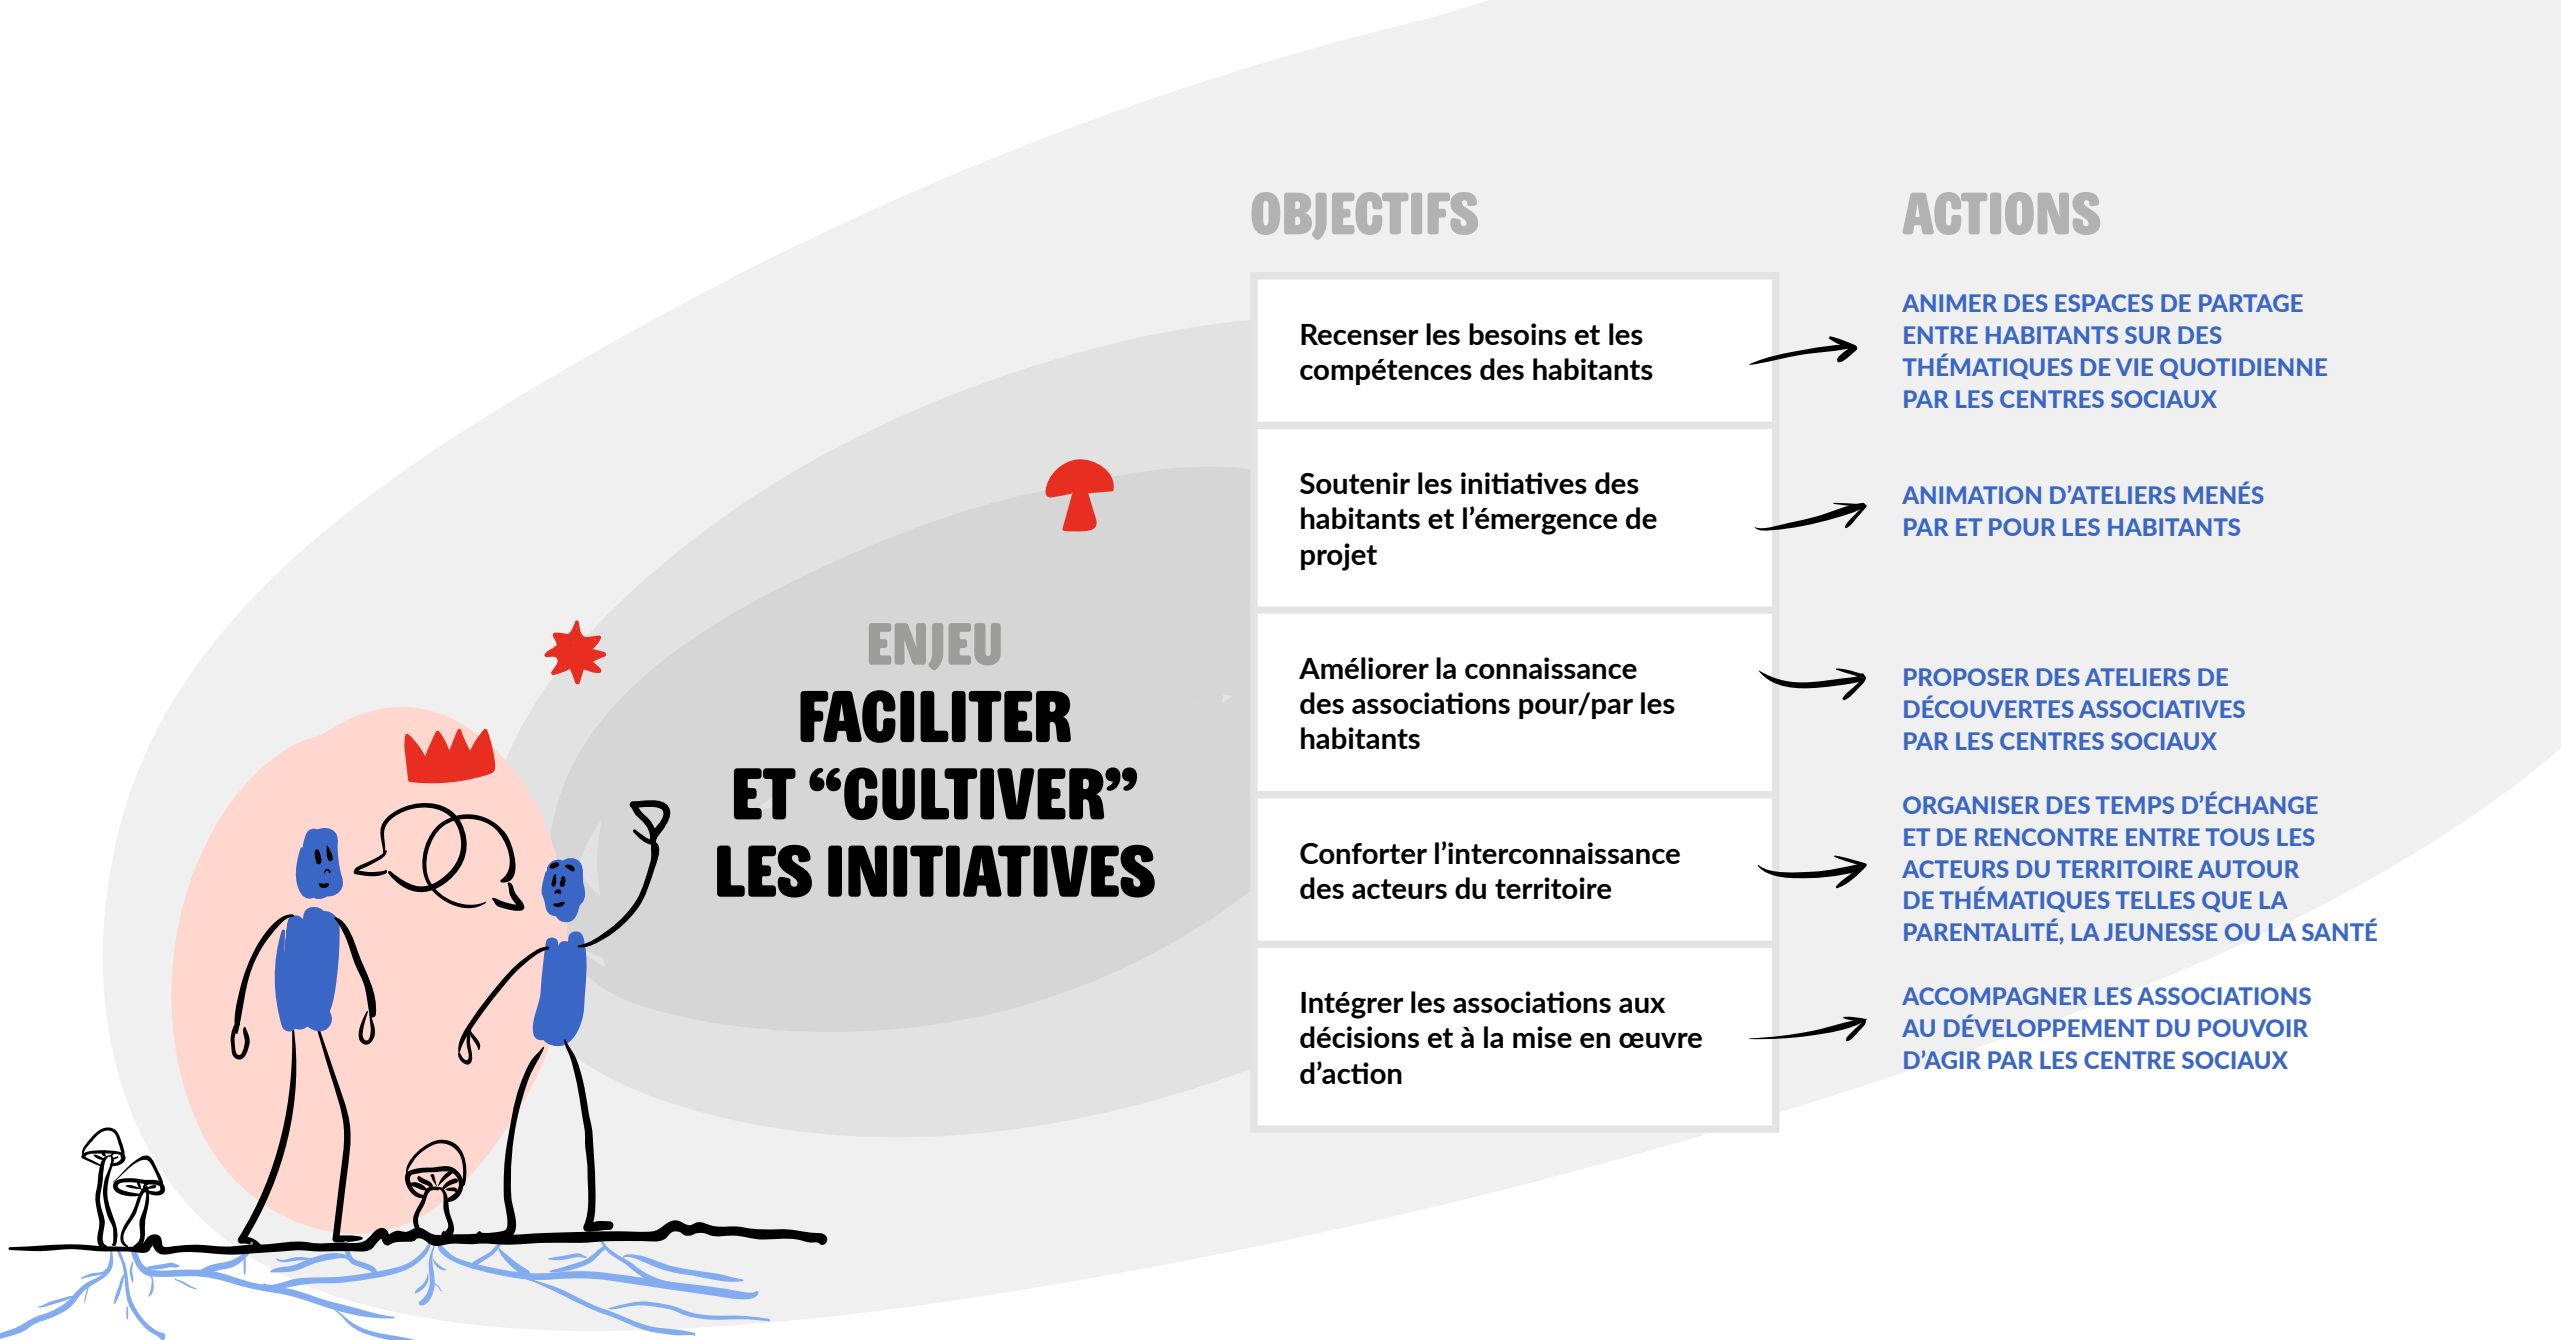 ENJEU
FACILITER
ET “CULTIVER”
LES INITIATIVES
OBJECTIFS
Recenser les besoins et les
compétences des habitants
Soutenir les initiatives des
habitants et l’émergence de
projet
Améliorer la connaissance
des associations pour/par les
habitants
Conforter l’interconnaissance
des acteurs du territoire
Intégrer les associations aux
décisions et à la mise en œuvre
d’action
ACTIONS
ANIMER DES ESPACES DE PARTAGE
ENTRE HABITANTS SUR DES
THÉMATIQUES DE VIE QUOTIDIENNE
PAR LES CENTRES SOCIAUX
ANIMATION D’ATELIERS MENÉS
PAR ET POUR LES HABITANTS
PROPOSER DES ATELIERS DE
DÉCOUVERTES ASSOCIATIVES
PAR LES CENTRES SOCIAUX
ORGANISER DES TEMPS D’ÉCHANGE
ET DE RENCONTRE ENTRE TOUS LES
ACTEURS DU TERRITOIRE AUTOUR
DE THÉMATIQUES TELLES QUE LA
PARENTALITÉ, LA JEUNESSE OU LA SANTÉ
ACCOMPAGNER LES ASSOCIATIONS
AU DÉVELOPPEMENT DU POUVOIR
D’AGIR PAR LES CENTRE SOCIAUX